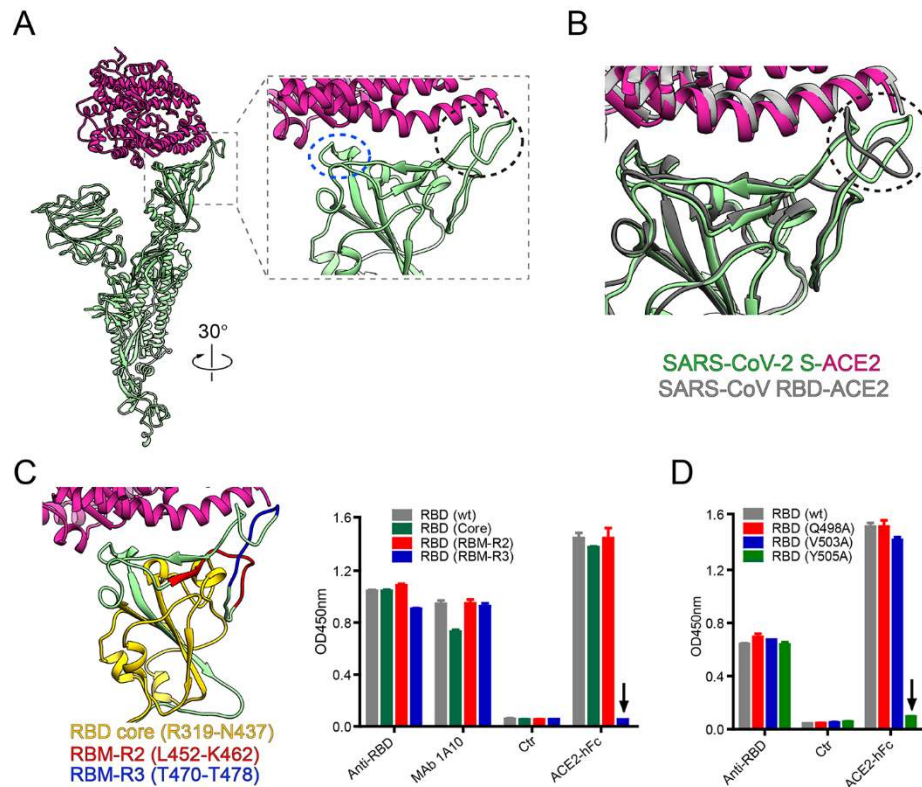 A
30°
B
SARS-CoV-2 S-ACE2
SARS-CoV RBD-ACE2
C
RBD core (R319-N437)
RBM-R2 (L452-K462)
RBM-R3 (T470-T478)
RBD (wt)
RBD (Core)
RBD (RBM-R2)
RBD (RBM-R3)
OD450nm
1.6
1.2
0.8
0.4
0.0
Anti-RBD
MAb 1A10
Ctr
ACE2-hFc
D
RBD (wt)
RBD (Q498A)
RBD (V503A)
RBD (Y505A)
OD450nm
1.6
1.2
0.8
0.4
0.0
Anti-RBD
Ctr
ACE2-hFc